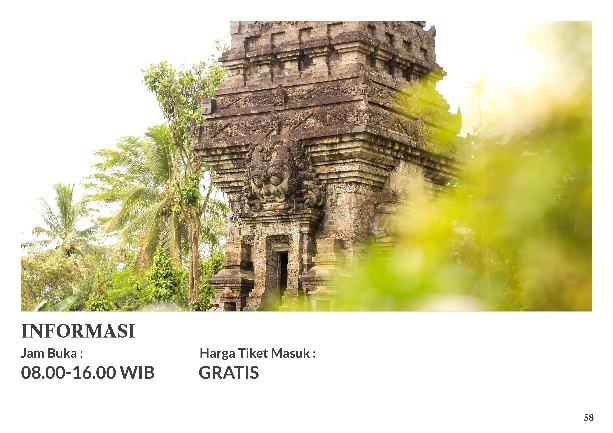 INFORMASI
Jam Buka : Harga Tiket Masuk :
08.00-16.00 WIB GRATIS
58